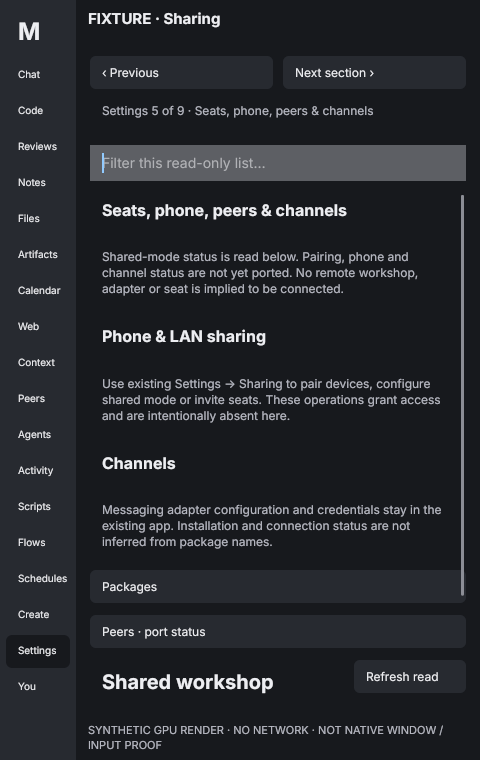 M
Chat
Code
Reviews
Notes
Files
Artifacts
Calendar
Web
Context
Peers
Agents
Activity
Scripts
Flows
Schedules
Create
Settings
You
FIXTURE · Sharing
‹ Previous
Next section ›
Settings 5 of 9 · Seats, phone, peers & channels
Filter this read-only list...
Seats, phone, peers & channels
Shared-mode status is read below. Pairing, phone and
channel status are not yet ported. No remote workshop,
adapter or seat is implied to be connected.
Phone & LAN sharing
Use existing Settings → Sharing to pair devices, configure
shared mode or invite seats. These operations grant access
and are intentionally absent here.
Channels
Messaging adapter configuration and credentials stay in the
existing app. Installation and connection status are not
inferred from package names.
Packages
Peers · port status
Shared workshop
Refresh read
SYNTHETIC GPU RENDER · NO NETWORK · NOT NATIVE WINDOW /
INPUT PROOF